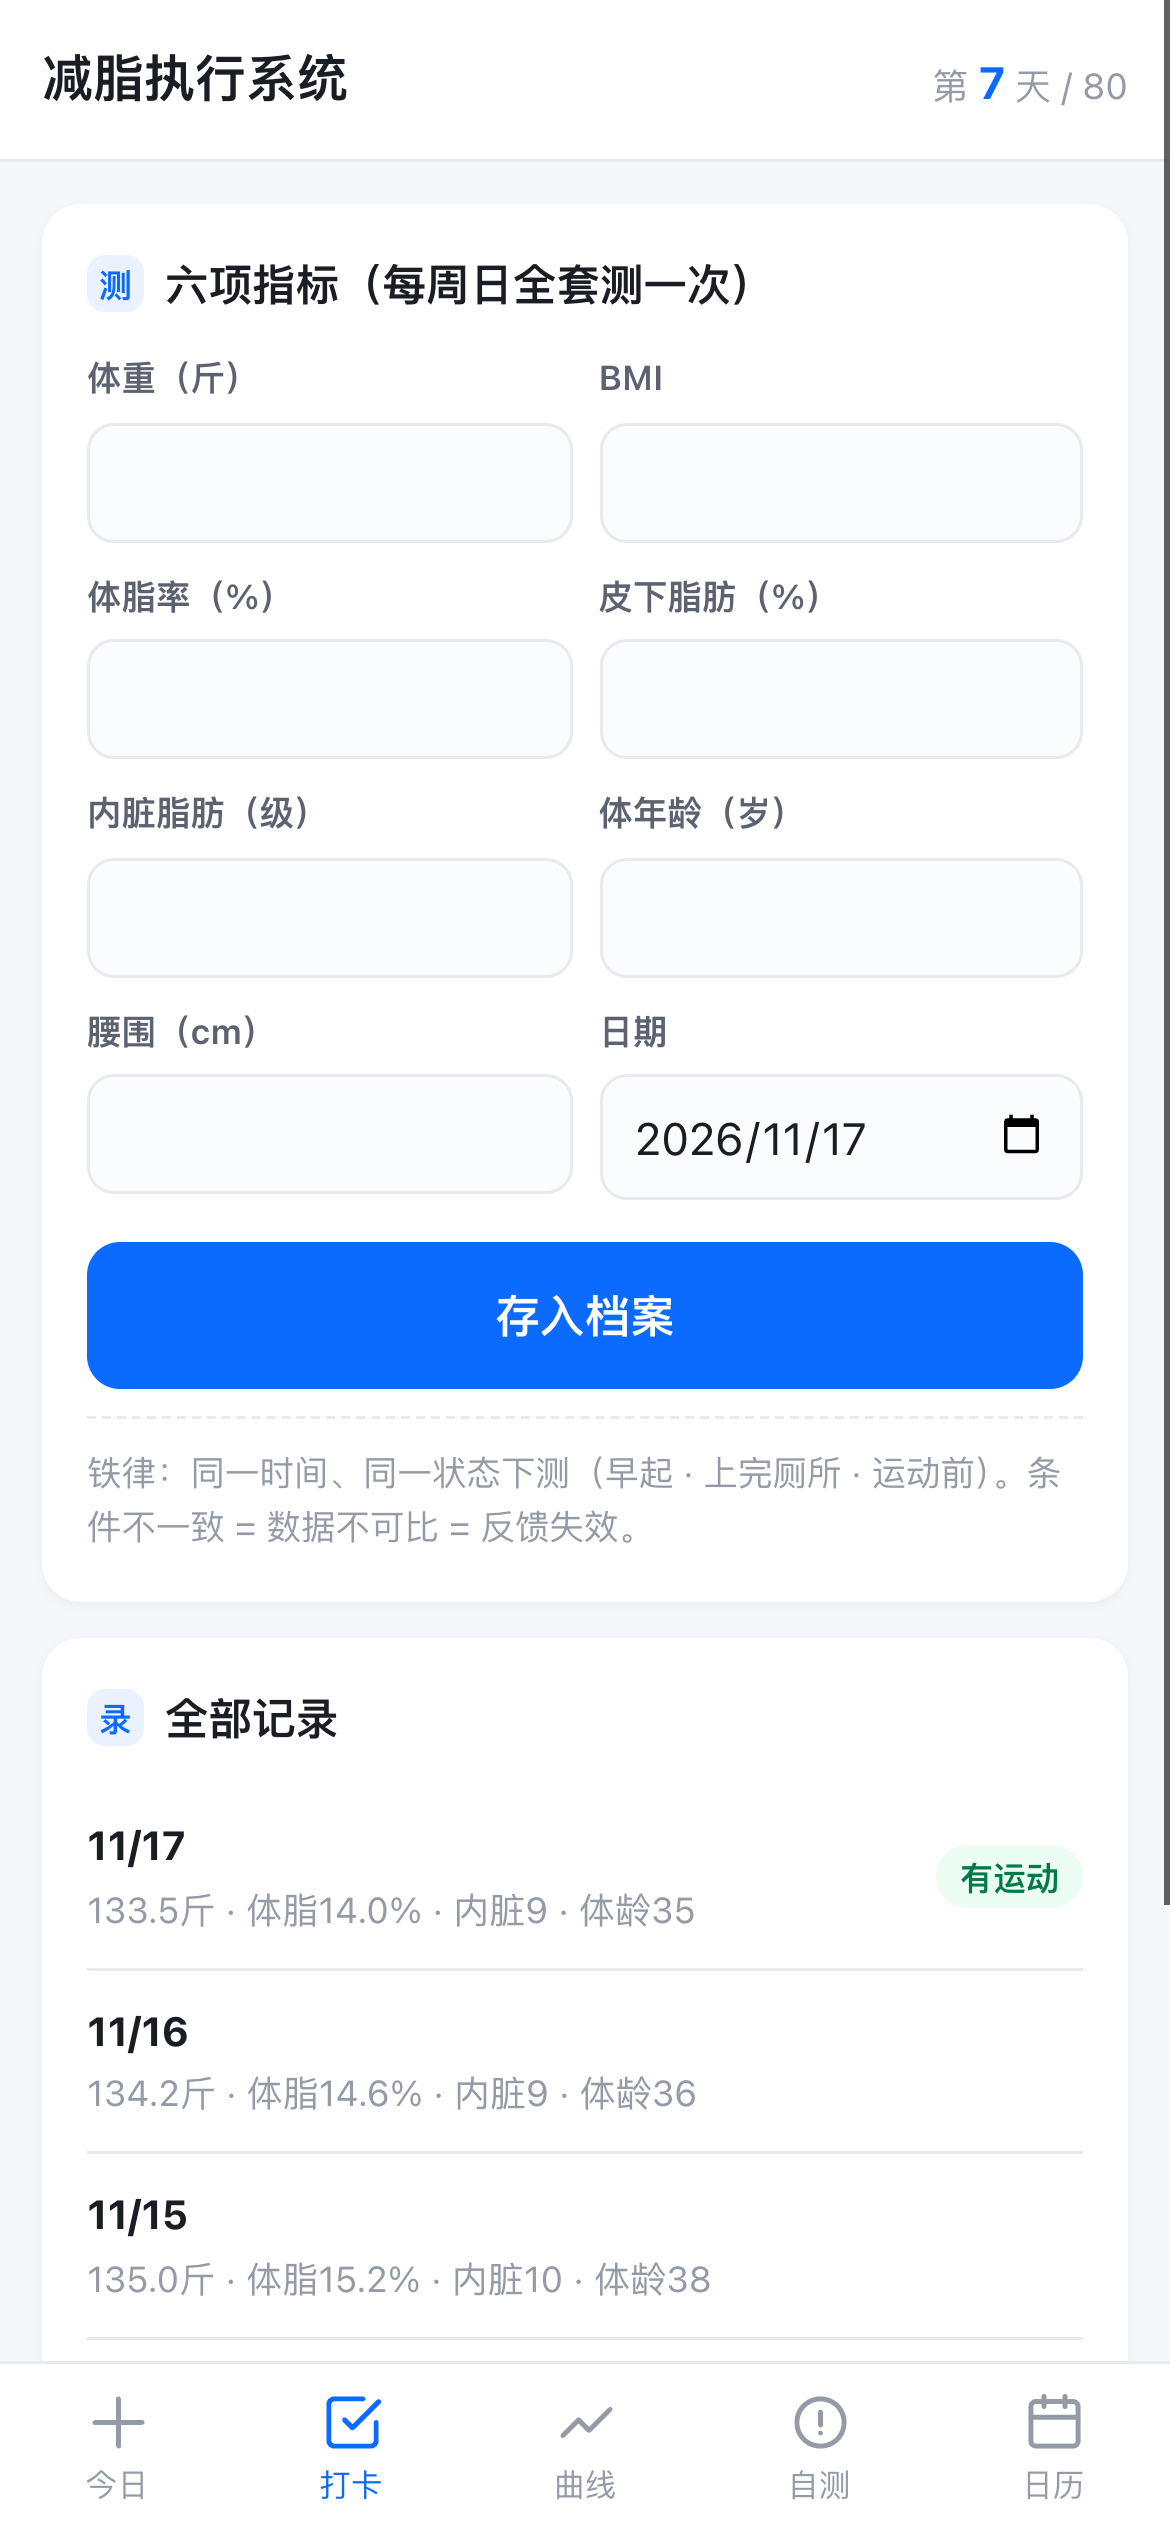 减脂执行系统
第 7 天 / 80
测 六项指标（每周日全套测一次）
体重（斤） BMI
体脂率（%） 皮下脂肪（%）
内脏脂肪（级） 体年龄（岁）
腰围（cm） 日期
2026/11/17
存入档案
铁律：同一时间、同一状态下测（早起 · 上完厕所 · 运动前）。条
件不一致 = 数据不可比 = 反馈失效。
录 全部记录
11/17
133.5斤 · 体脂14.0% · 内脏9 · 体龄35
有运动
11/16
134.2斤 · 体脂14.6% · 内脏9 · 体龄36
11/15
135.0斤 · 体脂15.2% · 内脏10 · 体龄38
今日 打卡 曲线 自测 日历